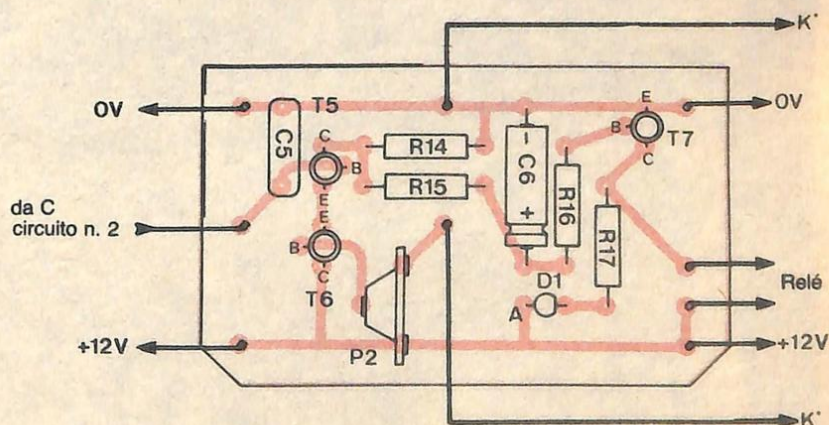 K*
0V
T5
E
0V
C
B
T7
C5
R14
- C6
B
C
R15
R16
E
da C
circuito n. 2
E
+
R17
B
C
D1
Relé
T6
A
+12V
P2
+12V
K*